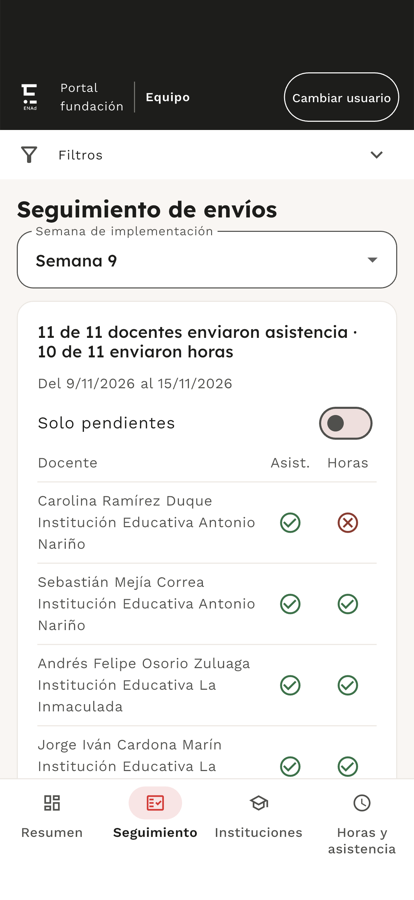 ENAd
Portal
fundación
Equipo
Cambiar usuario
Filtros
Seguimiento de envíos
Semana de implementación
Semana 9
11 de 11 docentes enviaron asistencia ·
10 de 11 enviaron horas
Del 9/11/2026 al 15/11/2026
Solo pendientes
Docente Asist. Horas
Carolina Ramírez Duque
Institución Educativa Antonio
Nariño
Sebastián Mejía Correa
Institución Educativa Antonio
Nariño
Andrés Felipe Osorio Zuluaga
Institución Educativa La
Inmaculada
Jorge Iván Cardona Marín
Institución Educativa La
Resumen
Seguimiento
Instituciones
Horas y
asistencia